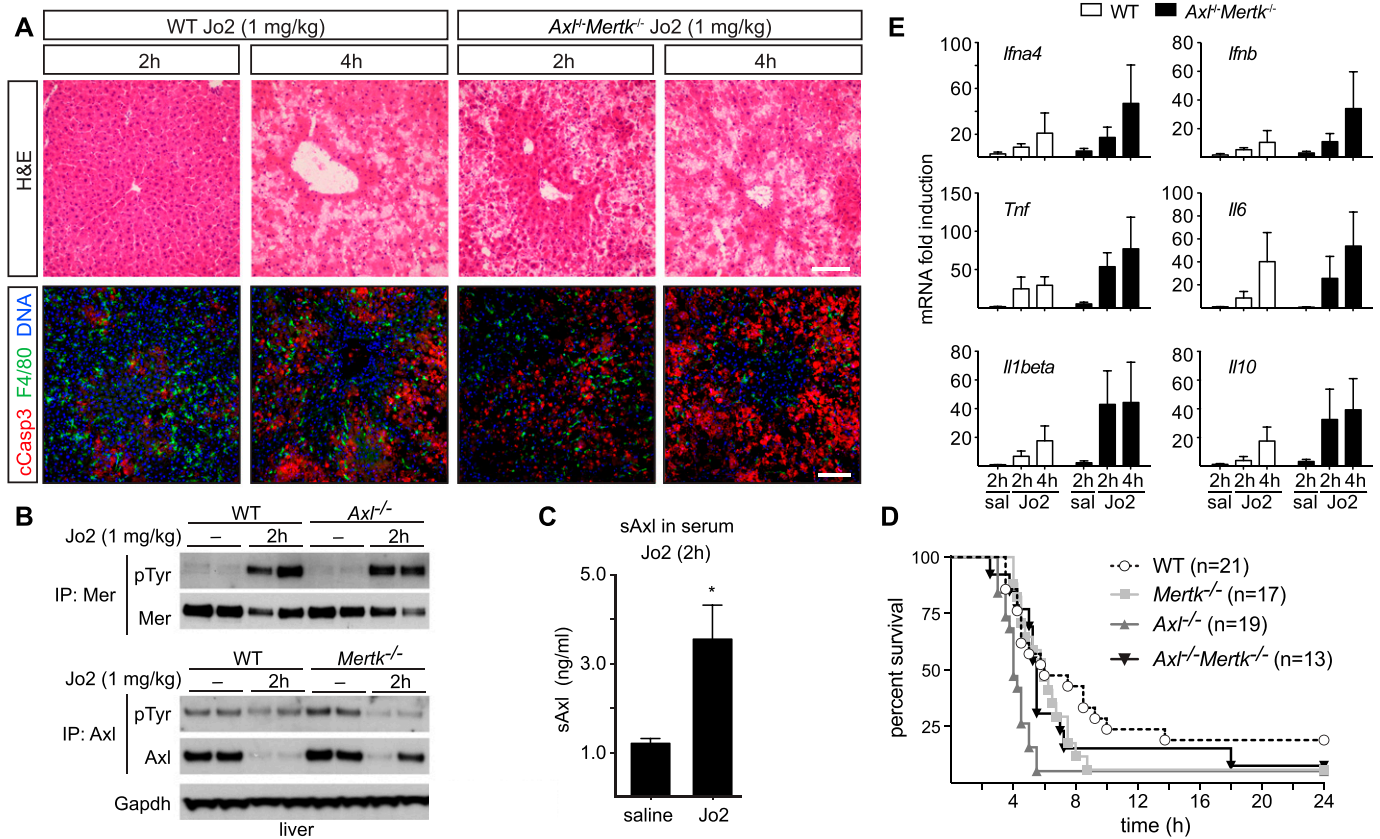 A
WT Jo2 (1 mg/kg)
Axl-/-Mertk-/- Jo2 (1 mg/kg)
2h
4h
2h
4h
H&E
cCasp3 F4/80 DNA
B
WT
Axl-/-
Jo2 (1 mg/kg)
– 2h – 2h
IP: Mer
pTyr
Mer
WT
Mertk-/-
Jo2 (1 mg/kg)
– 2h – 2h
IP: Axl
pTyr
Axl
Gapdh
liver
C
sAxl in serum
Jo2 (2h)
sAxl (ng/ml)
5.0
3.0
1.0
*
saline
Jo2
E
WT
Axl-/-Mertk-/-
mRNA fold induction
Ifna4
100
80
60
40
20
Ifnb
80
60
40
20
Tnf
150
100
50
Il6
100
80
60
40
20
Il1beta
80
60
40
20
2h 2h 4h 2h 2h 4h
sal Jo2 sal Jo2
Il10
80
60
40
20
2h 2h 4h 2h 2h 4h
sal Jo2 sal Jo2
D
percent survival
100
75
50
25
WT (n=21)
Mertk-/- (n=17)
Axl-/- (n=19)
Axl-/-Mertk-/- (n=13)
4 8 12 16 20 24
time (h)